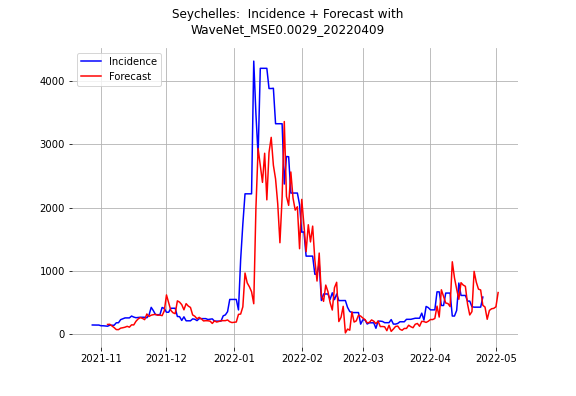 Seychelles:  Incidence + Forecast with
WaveNet_MSE0.0029_20220409
Incidence
Forecast
4000
3000
2000
1000
0
2021-11 2021-12 2022-01 2022-02 2022-03 2022-04 2022-05